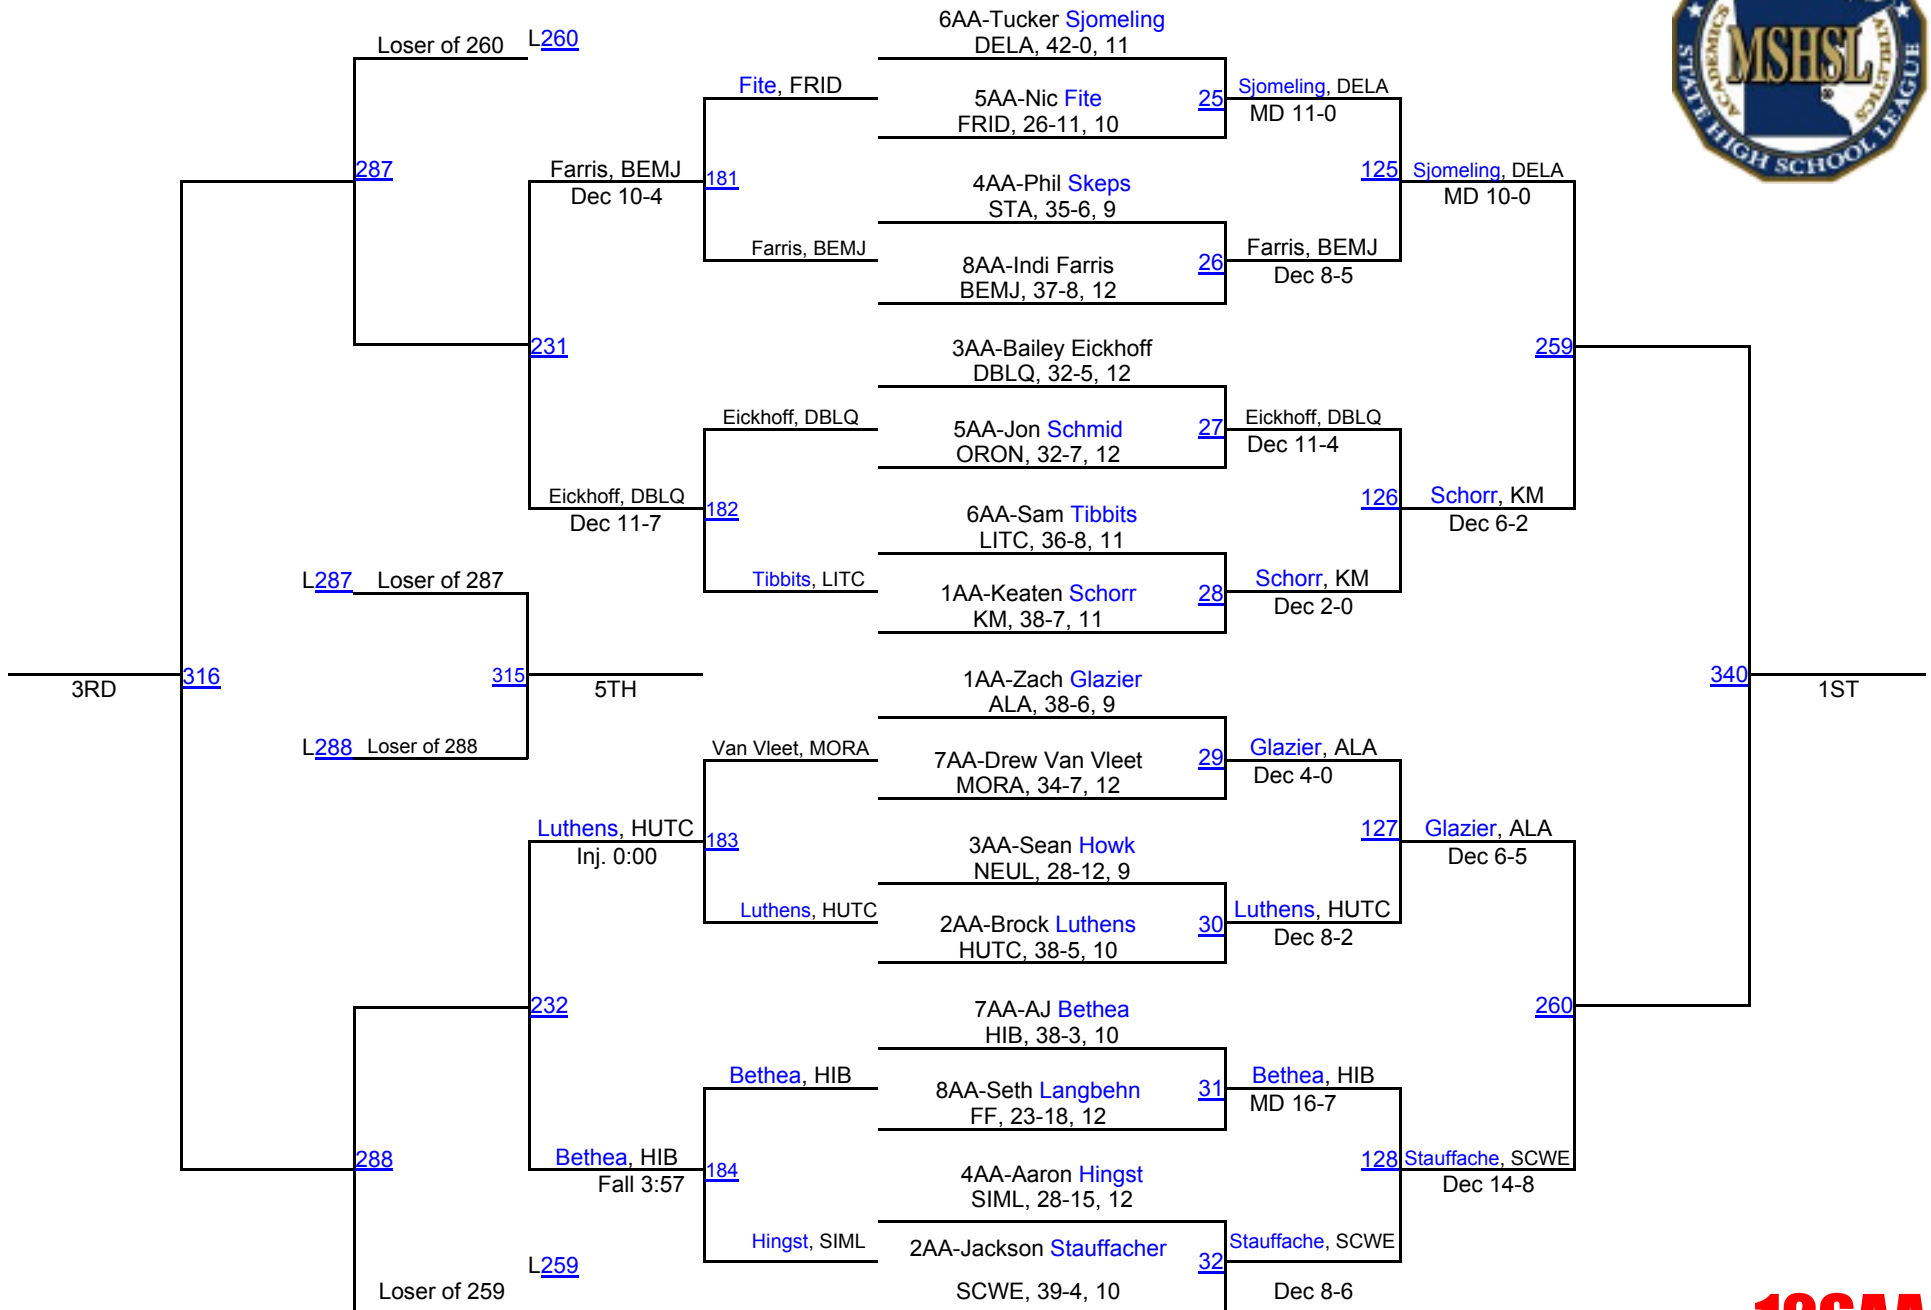 6AA-Tucker Sjomeling
DELA, 42-0, 11
5AA-Nic Fite
FRID, 26-11, 10
4AA-Phil Skeps
STA, 35-6, 9
8AA-Indi Farris
BEMJ, 37-8, 12
3AA-Bailey Eickhoff
DBLQ, 32-5, 12
5AA-Jon Schmid
ORON, 32-7, 12
6AA-Sam Tibbits
LITC, 36-8, 11
1AA-Keaten Schorr
KM, 38-7, 11
1AA-Zach Glazier
ALA, 38-6, 9
7AA-Drew Van Vleet
MORA, 34-7, 12
3AA-Sean Howk
NEUL, 28-12, 9
2AA-Brock Luthens
HUTC, 38-5, 10
7AA-AJ Bethea
HIB, 38-3, 10
8AA-Seth Langbehn
FF, 23-18, 12
4AA-Aaron Hingst
SIML, 28-15, 12
2AA-Jackson Stauffacher
SCWE, 39-4, 10
25
Sjomeling, DELA
MD 11-0
26
Farris, BEMJ
Dec 8-5
27
Eickhoff, DBLQ
Dec 11-4
28
Schorr, KM
Dec 2-0
29
Glazier, ALA
Dec 4-0
30
Luthens, HUTC
Dec 8-2
31
Bethea, HIB
MD 16-7
32
Stauffache, SCWE
Dec 8-6
125
Sjomeling, DELA
MD 10-0
126
Schorr, KM
Dec 6-2
127
Glazier, ALA
Dec 6-5
128
Stauffache, SCWE
Dec 14-8
259
260
340
1ST
Fite, FRID
Farris, BEMJ
181
Farris, BEMJ
Dec 10-4
Eickhoff, DBLQ
Tibbits, LITC
182
Eickhoff, DBLQ
Dec 11-7
Van Vleet, MORA
Luthens, HUTC
183
Luthens, HUTC
Inj. 0:00
Bethea, HIB
Hingst, SIML
184
Bethea, HIB
Fall 3:57
231
232
Loser of 260
L260
287
288
Loser of 259
L259
L287
Loser of 287
L288
Loser of 288
315
5TH
316
3RD
ACADEMICS
ATHLETICS
MSHSL
®
STATE HIGH SCHOOL LEAGUE